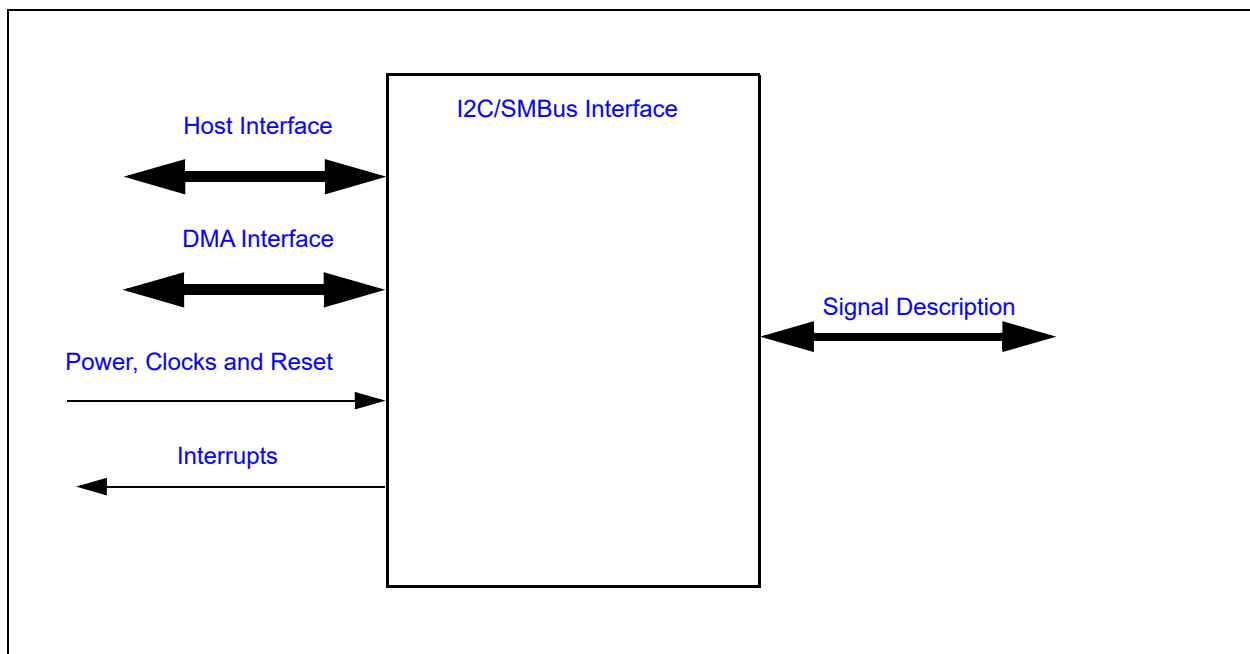 I2C/SMBus Interface
Host Interface
DMA Interface
Signal Description
Power, Clocks and Reset
Interrupts